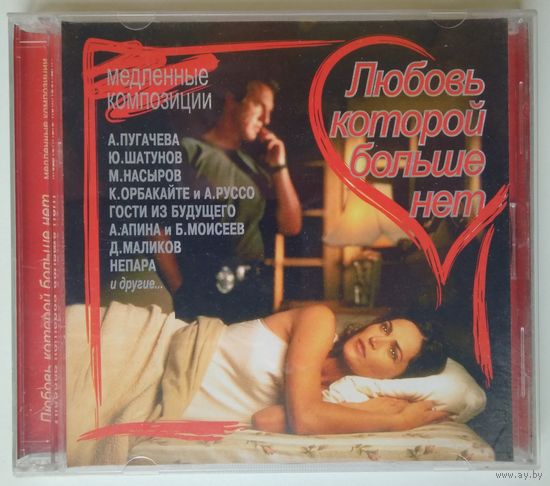 медленные
композиции
А.ПУГАЧЕВА
Ю.ШАТУНОВ
М.НАСЫРОВ
К.ОРБАКАЙТЕ и А.РУССО
ГОСТИ ИЗ БУДУЩЕГО
А.АПИНА и Б.МОИСЕЕВ
Д.МАЛИКОВ
НЕПАРА
и другие...
Любовь
которой
больше
нет
Любовь которой больше нет
медленные композиции
www.ay.by